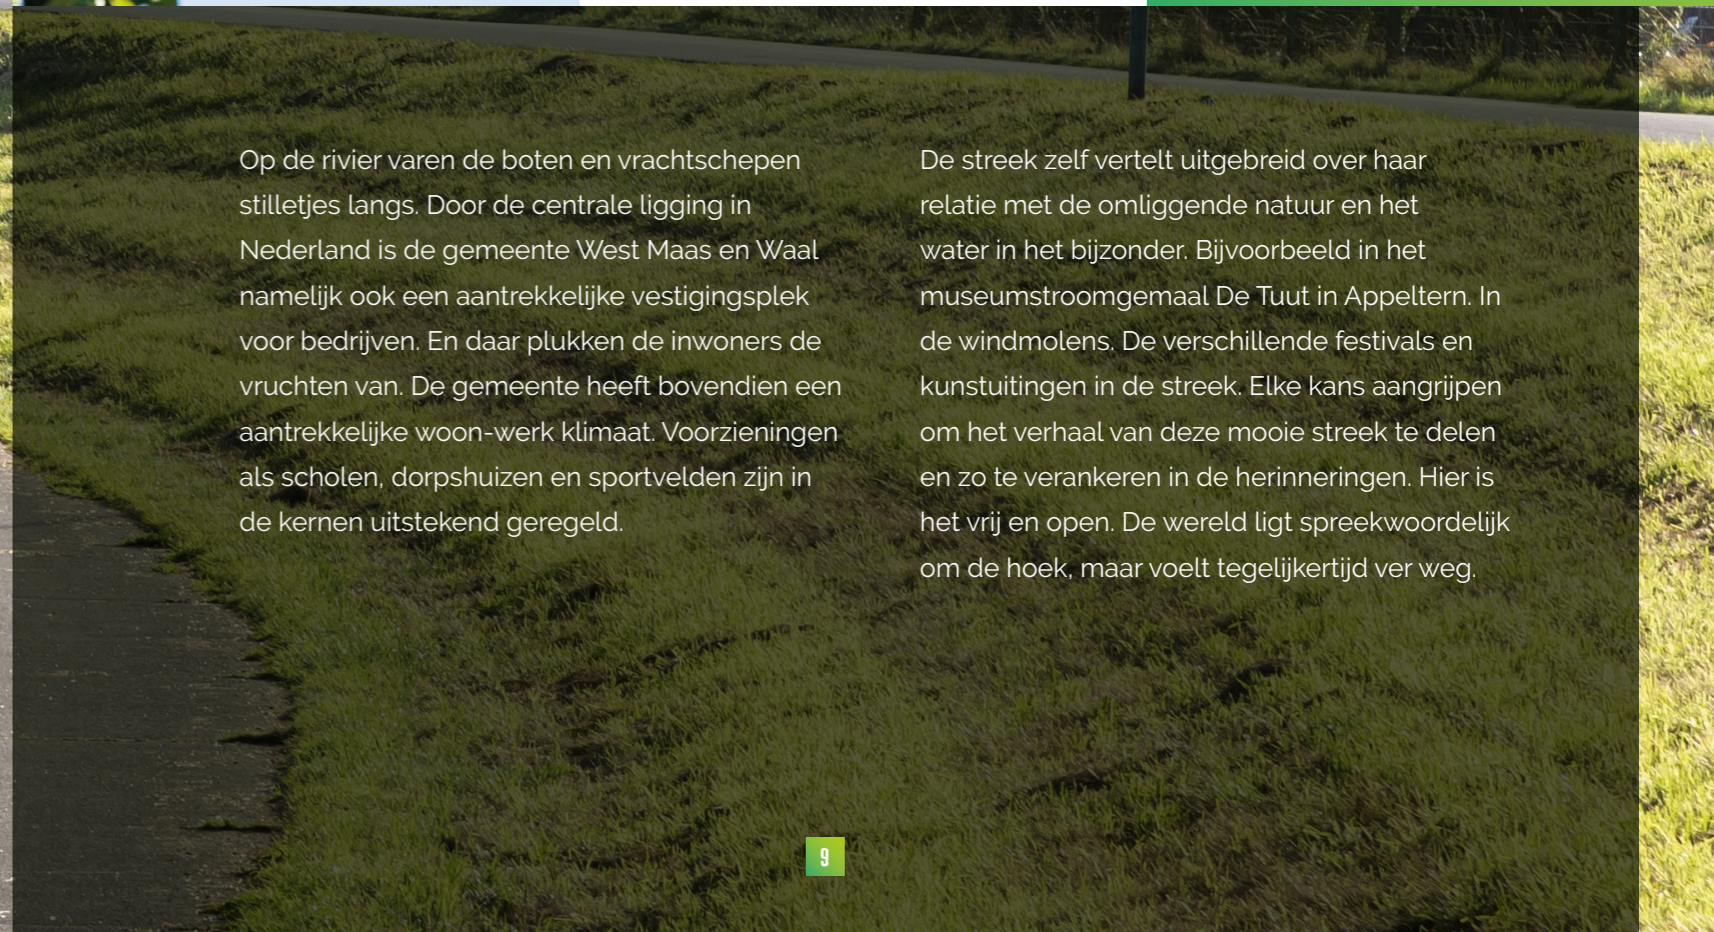 Op de rivier varen de boten en vrachtschepen
stilletjes langs. Door de centrale ligging in
Nederland is de gemeente West Maas en Waal
namelijk ook een aantrekkelijke vestigingsplek
voor bedrijven. En daar plukken de inwoners de
vruchten van. De gemeente heeft bovendien een
aantrekkelijke woon-werk klimaat. Voorzieningen
als scholen, dorpshuizen en sportvelden zijn in
de kernen uitstekend geregeld.
De streek zelf vertelt uitgebreid over haar
relatie met de omliggende natuur en het
water in het bijzonder. Bijvoorbeeld in het
museumstroomgemaal De Tuut in Appeltern. In
de windmolens. De verschillende festivals en
kunstuitingen in de streek. Elke kans aangrijpen
om het verhaal van deze mooie streek te delen
en zo te verankeren in de herinneringen. Hier is
het vrij en open. De wereld ligt spreekwoordelijk
om de hoek, maar voelt tegelijkertijd ver weg.
9